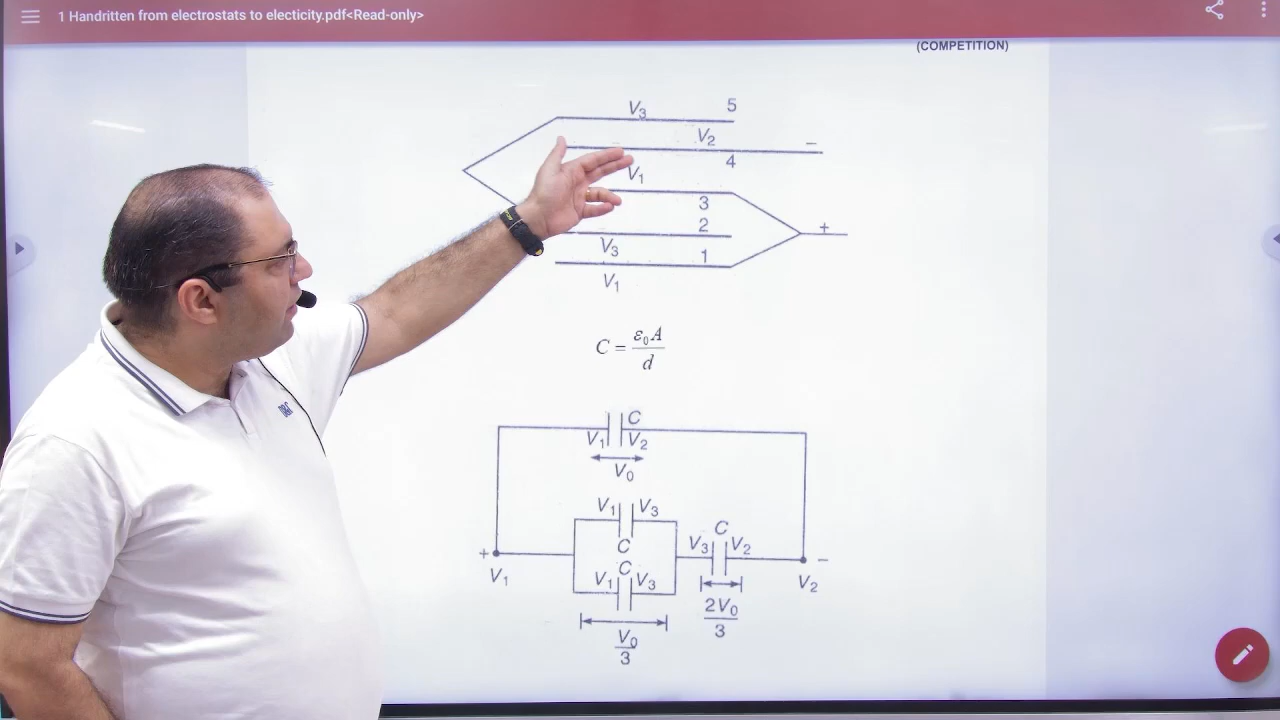 1 Handritten from electrostats to electicity.pdf<Read-only>
(COMPETITION)
V₃ 5
V₂ −
4
V₁
3
2 +
V₃
1
V₁
C = ε₀A / d
C
V₁ V₂
V₀
V₁ V₃
C
C
V₃ V₂
C
V₁ V₃
+ −
V₁ V₂
2V₀ / 3
V₀ / 3